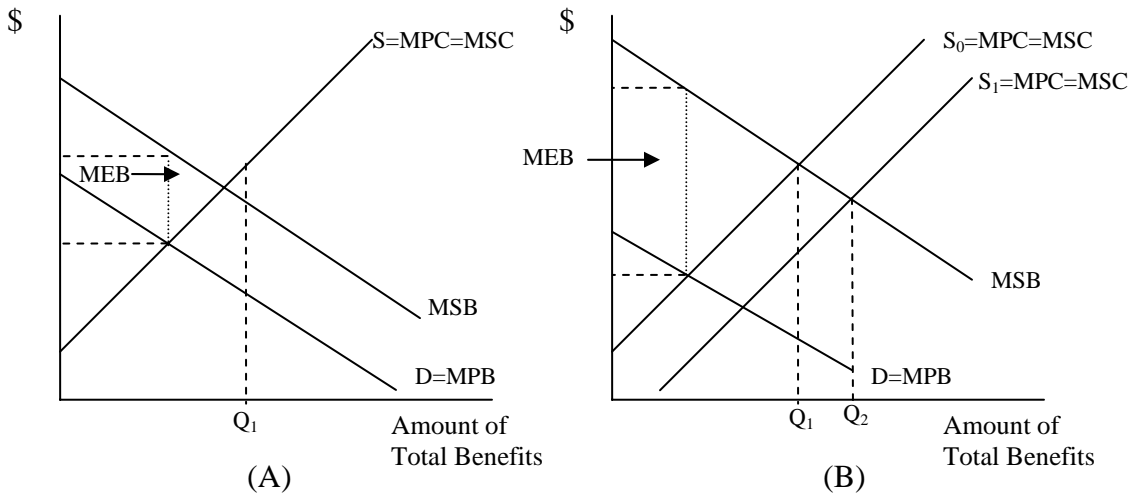 $
S=MPC=MSC
MEB
MSB
D=MPB
Q₁
Amount of
Total Benefits
(A)
$
S₀=MPC=MSC
S₁=MPC=MSC
MEB
MSB
D=MPB
Q₁
Q₂
Amount of
Total Benefits
(B)